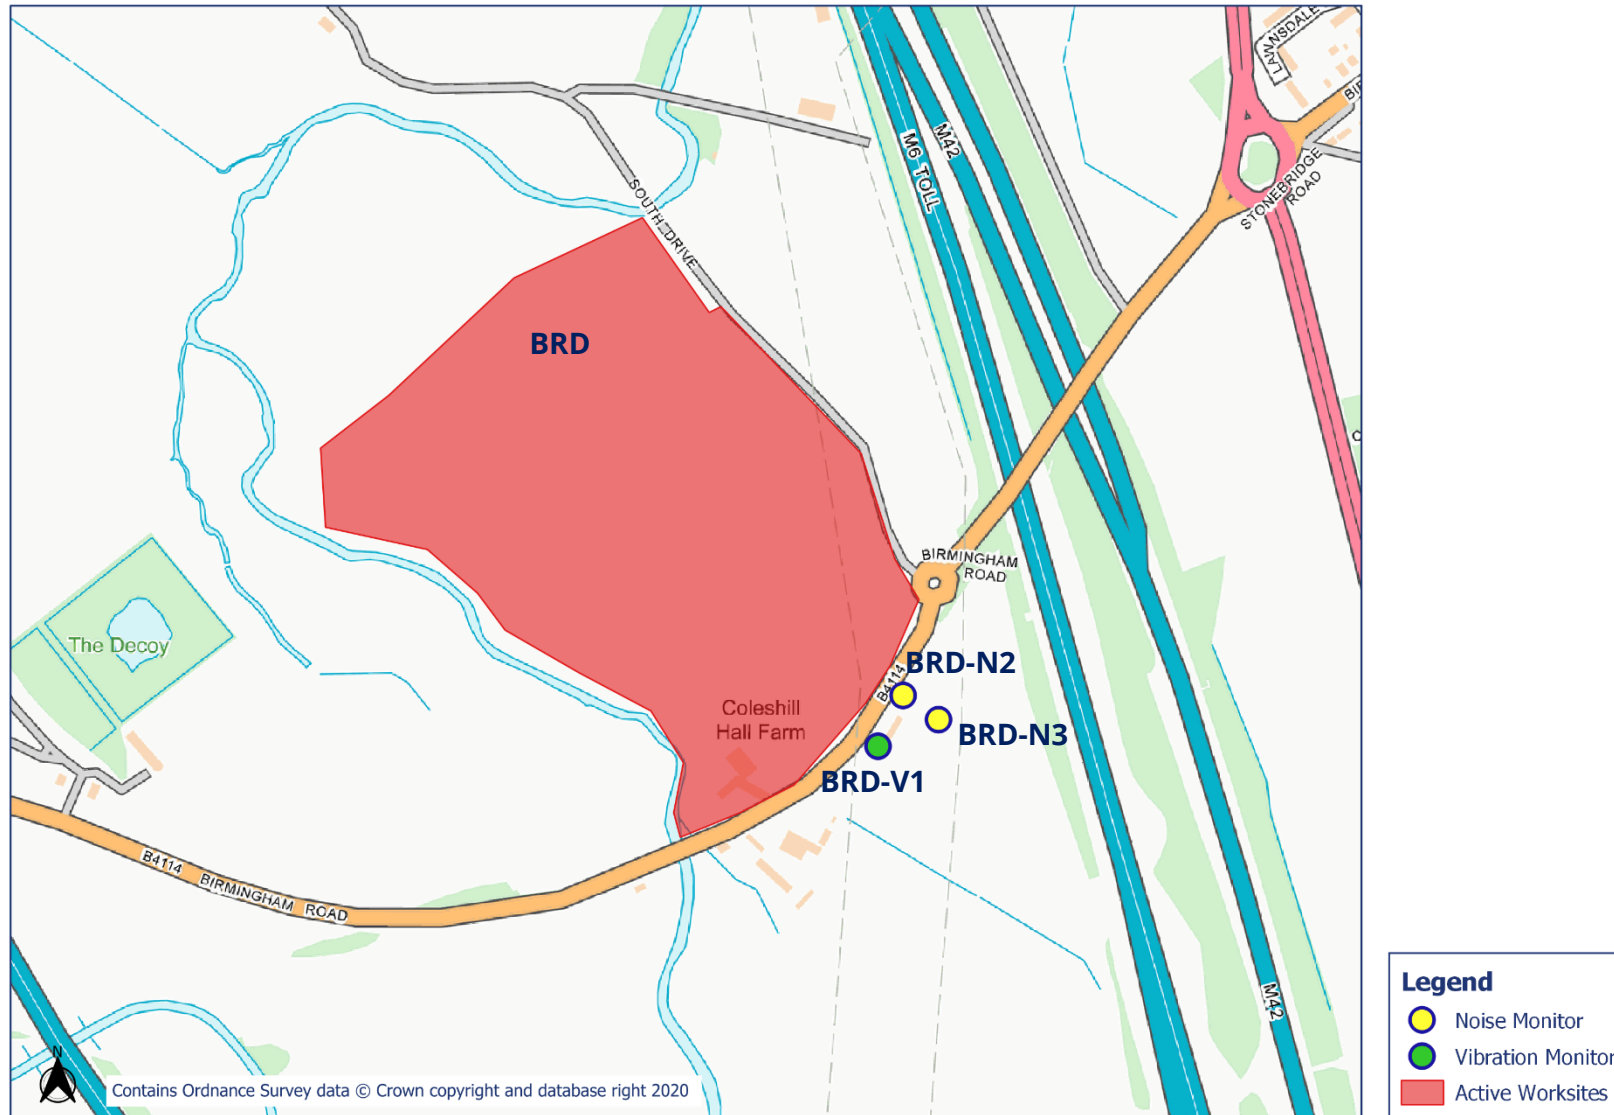 LAWNSDALE
M42
M6 TOLL
STONEBRIDGE
ROAD
SOUTH DRIVE
BRD
BIRMINGHAM
ROAD
The Decoy
BRD-N2
B4114
Coleshill
Hall Farm
BRD-N3
BRD-V1
B4114 BIRMINGHAM ROAD
M42
N
Contains Ordnance Survey data © Crown copyright and database right 2020
Legend
Noise Monitor
Vibration Monitor
Active Worksites